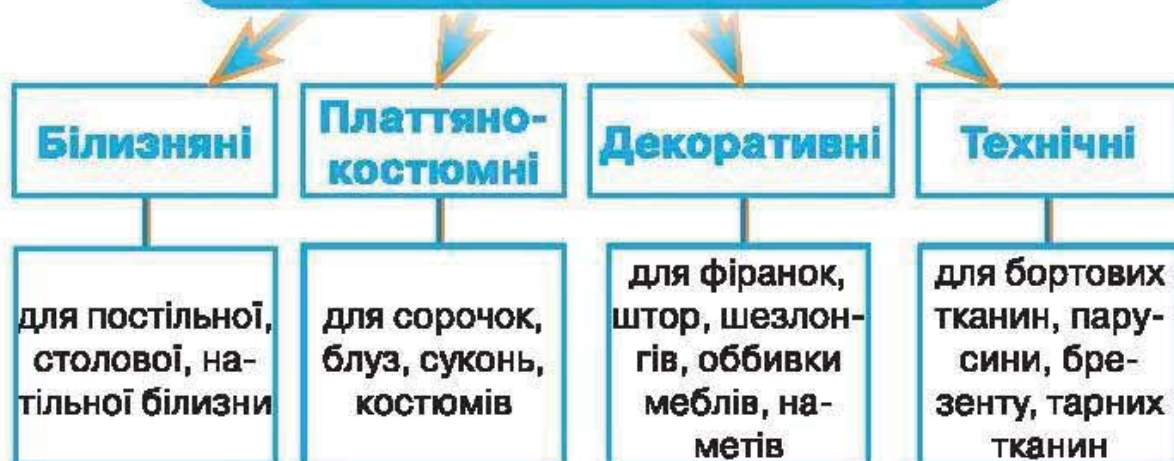 Білизняні
Платтяно-
костюмні
Декоративні
Технічні
для постільної,
столової, на-
тільної білизни
для сорочок,
блуз, суконь,
костюмів
для фіранок,
штор, шезлон-
гів, оббивки
меблів, на-
метів
для бортових
тканин, пару-
сини, бре-
зенту, тарних
тканин